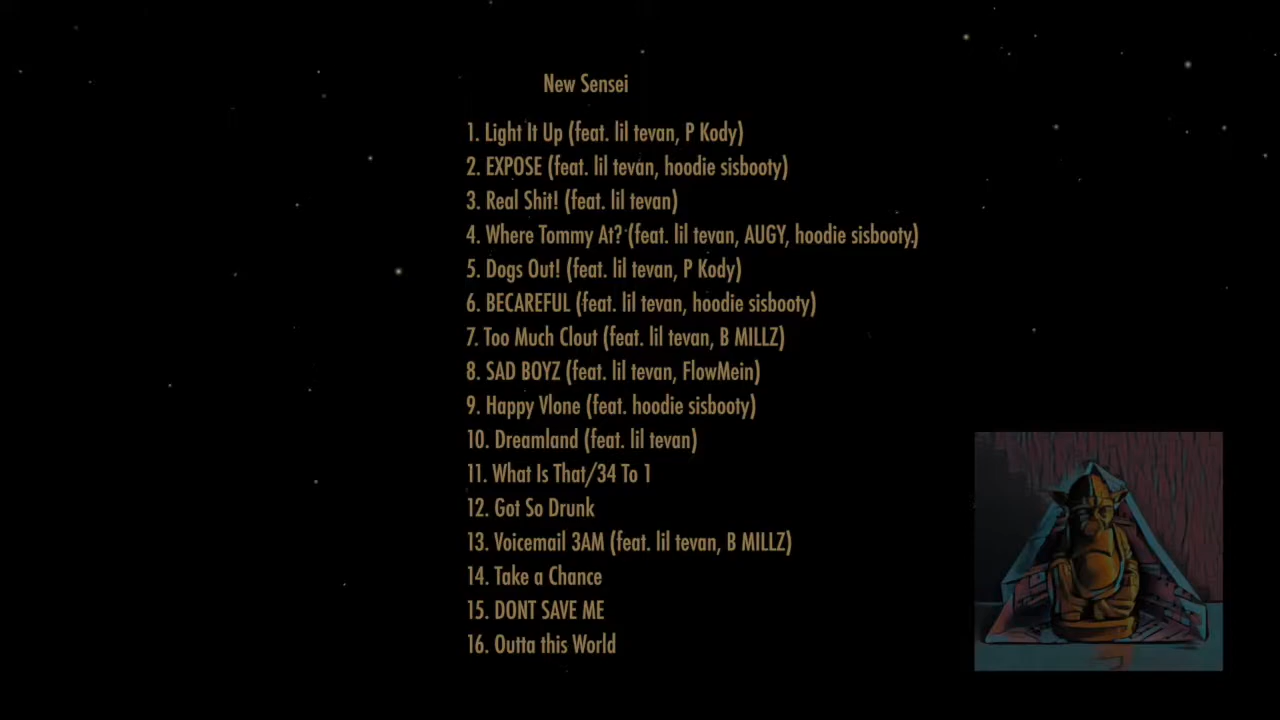 New Sensei
1. Light It Up (feat. lil tevan, P Kody)
2. EXPOSE (feat. lil tevan, hoodie sisbooty)
3. Real Shit! (feat. lil tevan)
4. Where Tommy At? (feat. lil tevan, AUGY, hoodie sisbooty)
5. Dogs Out! (feat. lil tevan, P Kody)
6. BECAREFUL (feat. lil tevan, hoodie sisbooty)
7. Too Much Clout (feat. lil tevan, B MILLZ)
8. SAD BOYZ (feat. lil tevan, FlowMein)
9. Happy Vlone (feat. hoodie sisbooty)
10. Dreamland (feat. lil tevan)
11. What Is That/34 To 1
12. Got So Drunk
13. Voicemail 3AM (feat. lil tevan, B MILLZ)
14. Take a Chance
15. DONT SAVE ME
16. Outta this World